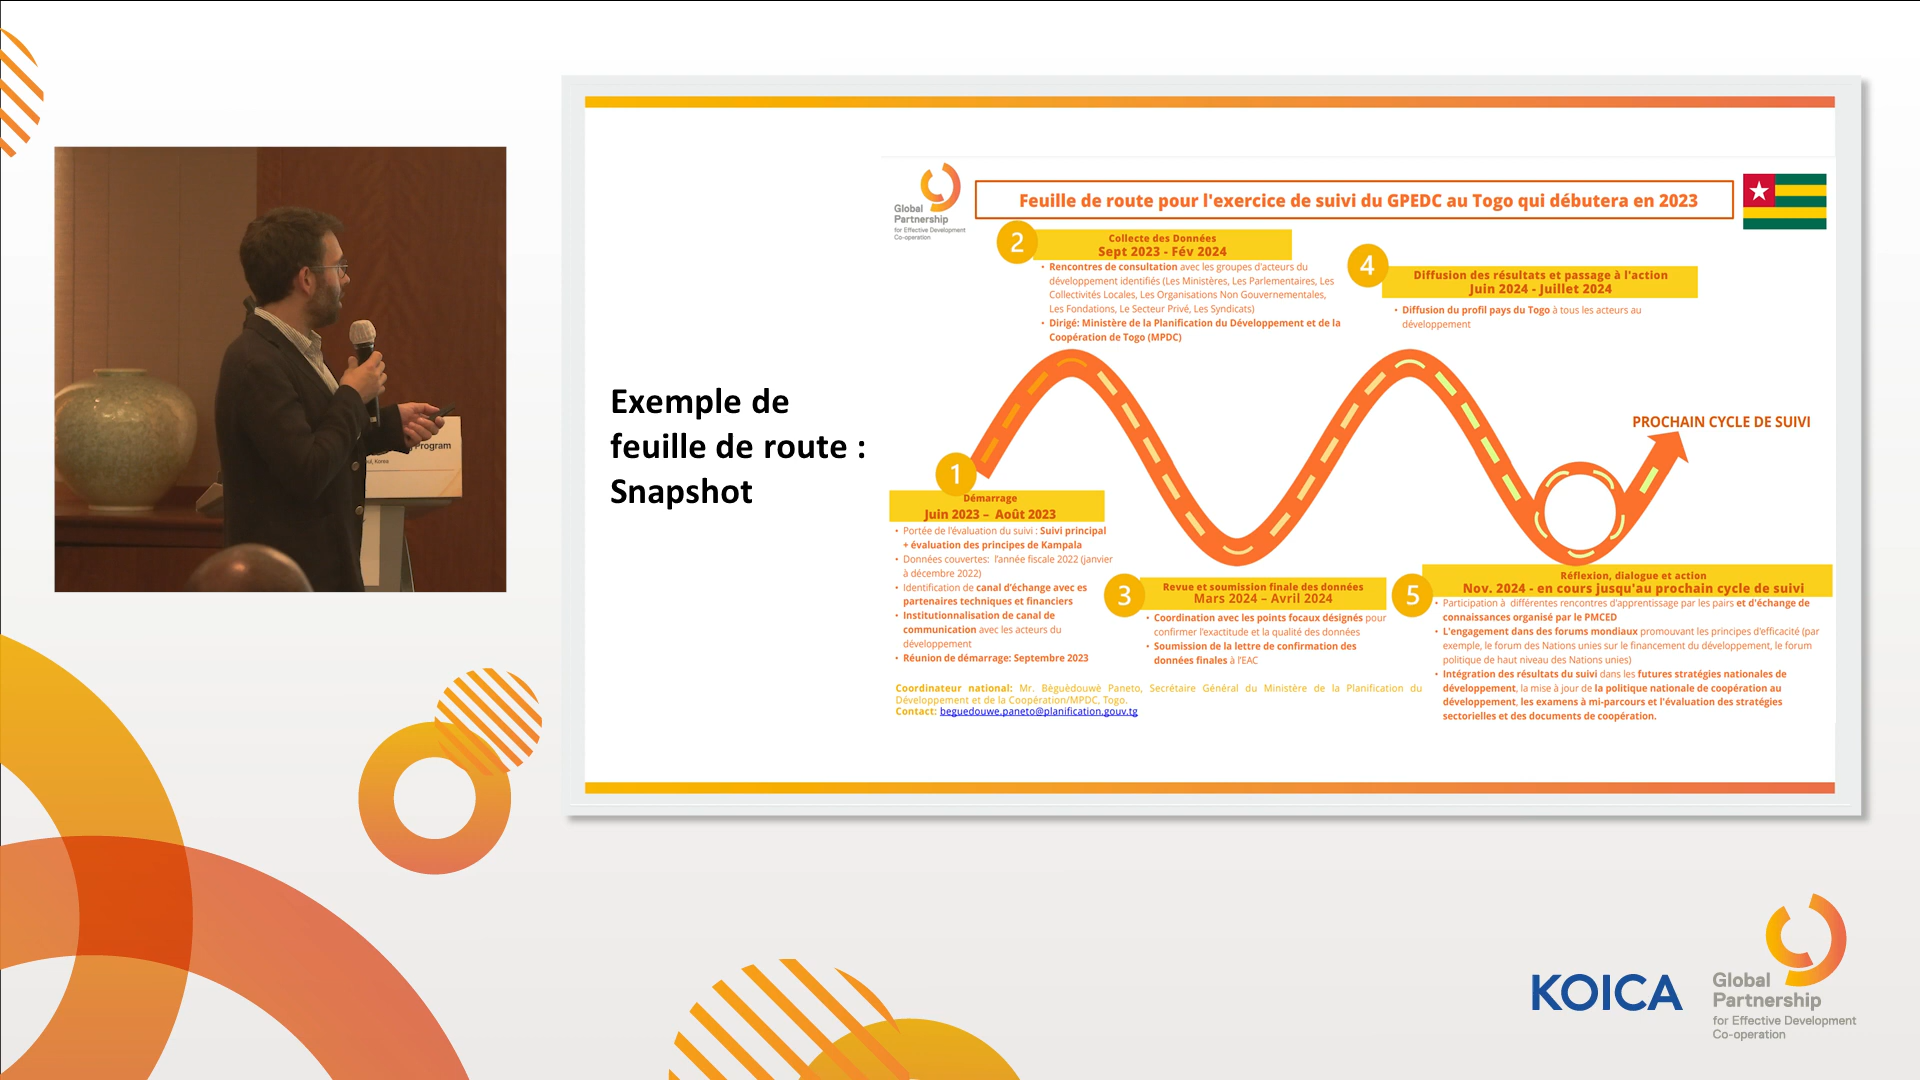 Program
ul, Korea
Exemple de
feuille de route :
Snapshot
Global
Partnership
for Effective Development
Co-operation
Feuille de route pour l'exercice de suivi du GPEDC au Togo qui débutera en 2023
2
Collecte des Données
Sept 2023 - Fév 2024
• Rencontres de consultation avec les groupes d'acteurs du
développement identifiés (Les Ministères, Les Parlementaires, Les
Collectivités Locales, Les Organisations Non Gouvernementales,
Les Fondations, Le Secteur Privé, Les Syndicats)
• Dirigé: Ministère de la Planification du Développement et de la
Coopération de Togo (MPDC)
4
Diffusion des résultats et passage à l'action
Juin 2024 - Juillet 2024
• Diffusion du profil pays du Togo à tous les acteurs au
développement
PROCHAIN CYCLE DE SUIVI
1
Démarrage
Juin 2023 – Août 2023
• Portée de l'évaluation du suivi : Suivi principal
+ évaluation des principes de Kampala
• Données couvertes: l'année fiscale 2022 (janvier
à décembre 2022)
• Identification de canal d'échange avec es
partenaires techniques et financiers
• Institutionnalisation de canal de
communication avec les acteurs du
développement
• Réunion de démarrage: Septembre 2023
3
Revue et soumission finale des données
Mars 2024 – Avril 2024
• Coordination avec les points focaux désignés pour
confirmer l'exactitude et la qualité des données
• Soumission de la lettre de confirmation des
données finales à l'EAC
5
Réflexion, dialogue et action
Nov. 2024 - en cours jusqu'au prochain cycle de suivi
• Participation à différentes rencontres d'apprentissage par les pairs et d'échange de
connaissances organisé par le PMCED
• L'engagement dans des forums mondiaux promouvant les principes d'efficacité (par
exemple, le forum des Nations unies sur le financement du développement, le forum
politique de haut niveau des Nations unies)
• Intégration des résultats du suivi dans les futures stratégies nationales de
développement, la mise à jour de la politique nationale de coopération au
développement, les examens à mi-parcours et l'évaluation des stratégies
sectorielles et des documents de coopération.
Coordinateur national: Mr. Bèguèdouwè Paneto, Secrétaire Général du Ministère de la Planification du
Développement et de la Coopération/MPDC, Togo.
Contact: beguedouwe.paneto@planification.gouv.tg
KOICA
Global
Partnership
for Effective Development
Co-operation